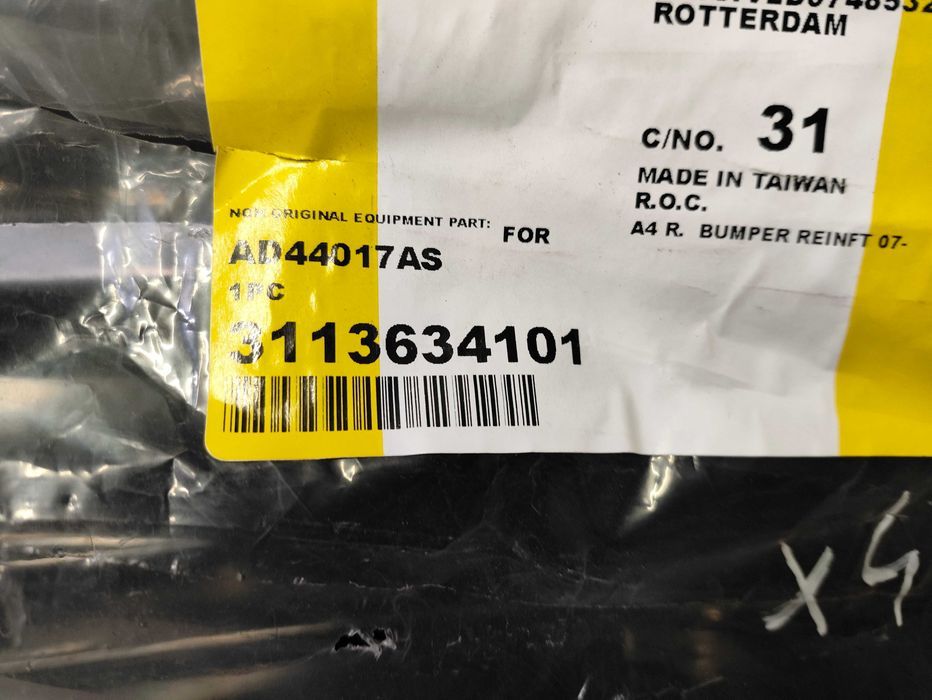 ROTTERDAM
C/NO. 31
MADE IN TAIWAN
R.O.C.
A4 R. BUMPER REINFT 07-
NON ORIGINAL EQUIPMENT PART:
FOR
AD44017AS
1PC
3113634101
X4